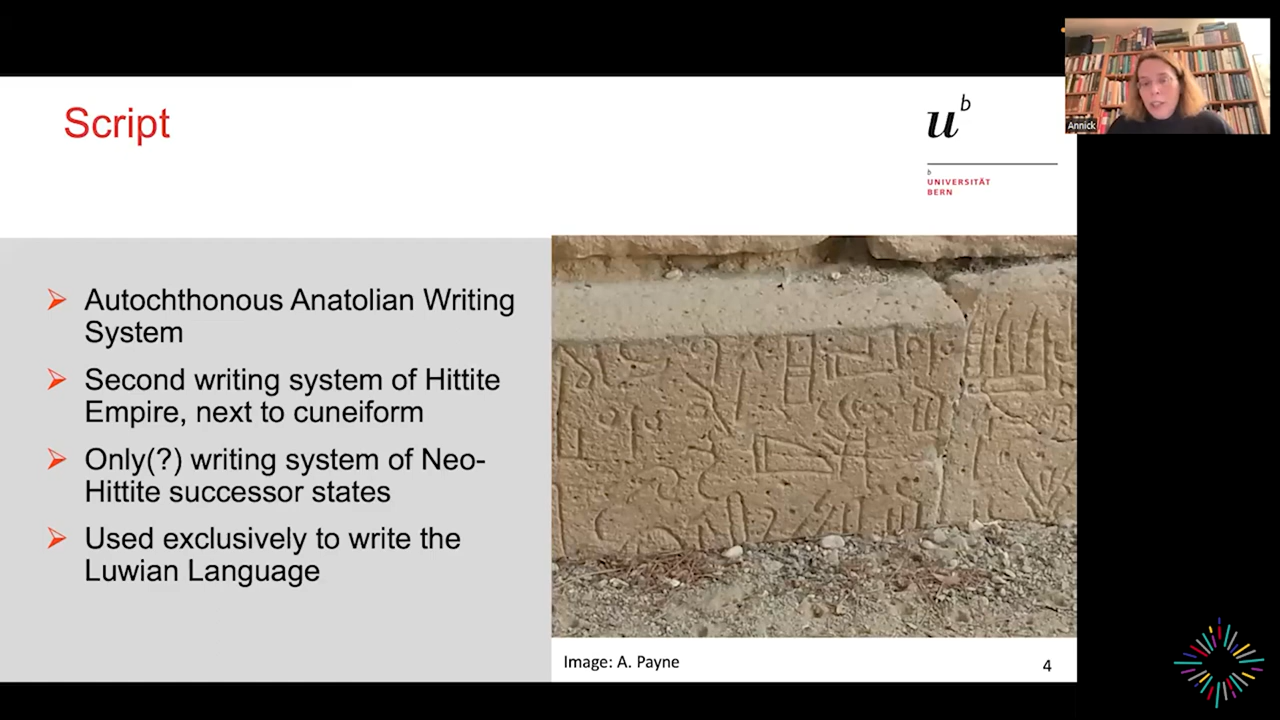 Script
u b
b
UNIVERSITÄT
BERN
Annick
➢ Autochthonous Anatolian Writing
System
➢ Second writing system of Hittite
Empire, next to cuneiform
➢ Only(?) writing system of Neo-
Hittite successor states
➢ Used exclusively to write the
Luwian Language
Image: A. Payne
4